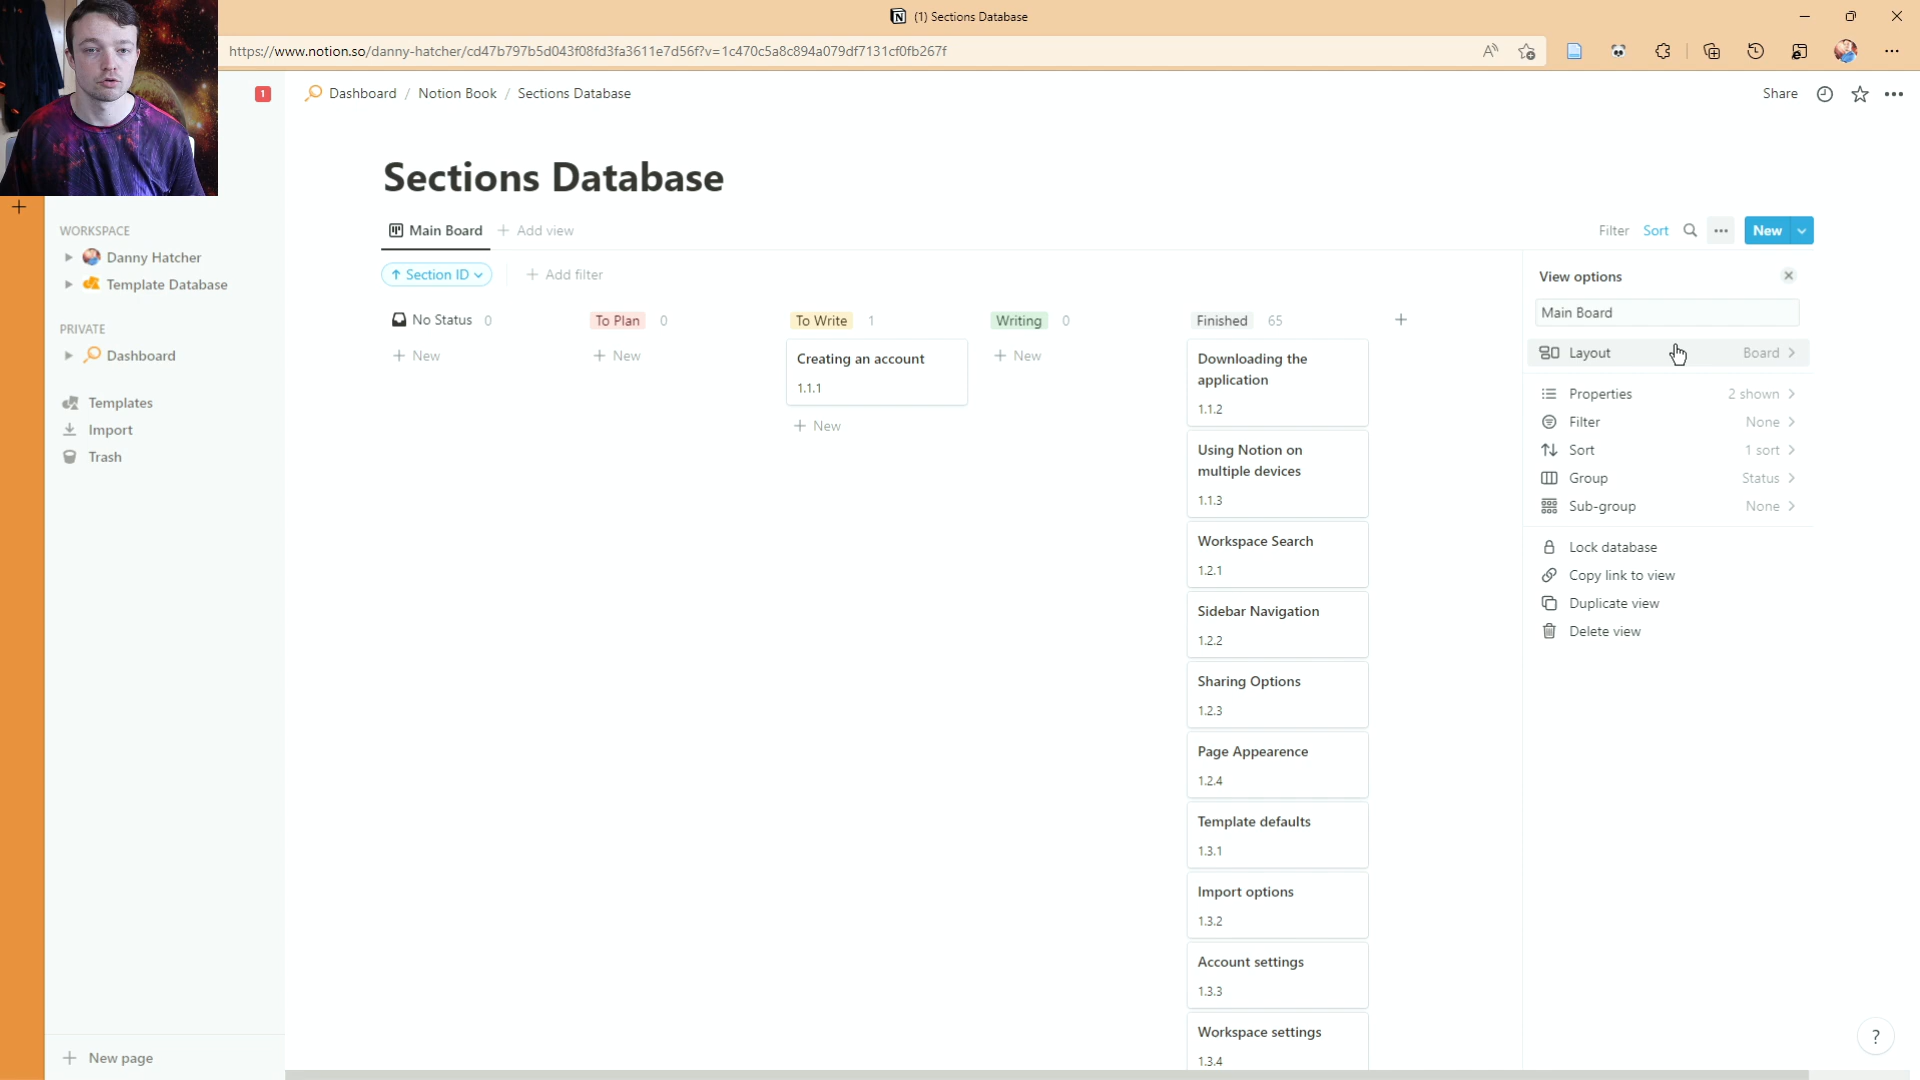 (1) Sections Database
https://www.notion.so/danny-hatcher/cd47b797b5d043f08fd3fa3611e7d56f?v=1c470c5a8c894a079df7131cf0fb267f
1
Dashboard / Notion Book / Sections Database
Share
Sections Database
Main Board
Add view
Filter
Sort
New
Section ID
Add filter
WORKSPACE
Danny Hatcher
Template Database
PRIVATE
Dashboard
Templates
Import
Trash
New page
No Status 0
New
To Plan 0
New
To Write 1
Creating an account
1.1.1
New
Writing 0
New
Finished 65
Downloading the
application
1.1.2
Using Notion on
multiple devices
1.1.3
Workspace Search
1.2.1
Sidebar Navigation
1.2.2
Sharing Options
1.2.3
Page Appearence
1.2.4
Template defaults
1.3.1
Import options
1.3.2
Account settings
1.3.3
Workspace settings
1.3.4
View options
Main Board
Layout Board
Properties 2 shown
Filter None
Sort 1 sort
Group Status
Sub-group None
Lock database
Copy link to view
Duplicate view
Delete view
?